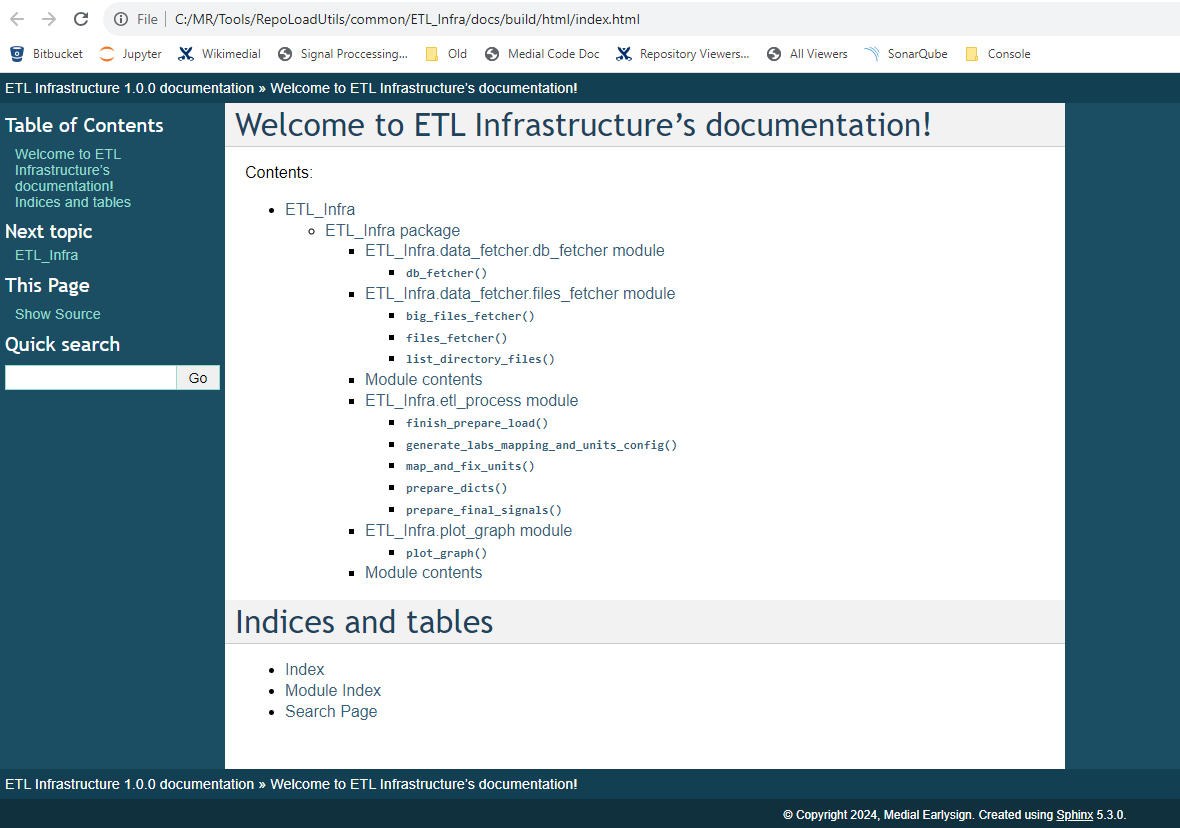 File C:/MR/Tools/RepoLoadUtils/common/ETL_Infra/docs/build/html/index.html
Bitbucket Jupyter Wikimedial Signal Proccessing... Old Medial Code Doc Repository Viewers... All Viewers SonarQube Console
ETL Infrastructure 1.0.0 documentation » Welcome to ETL Infrastructure's documentation!
Table of Contents
Welcome to ETL
Infrastructure's
documentation!
Indices and tables
Next topic
ETL_Infra
This Page
Show Source
Quick search
Go
Welcome to ETL Infrastructure’s documentation!
Contents:
ETL_Infra
ETL_Infra package
ETL_Infra.data_fetcher.db_fetcher module
db_fetcher()
ETL_Infra.data_fetcher.files_fetcher module
big_files_fetcher()
files_fetcher()
list_directory_files()
Module contents
ETL_Infra.etl_process module
finish_prepare_load()
generate_labs_mapping_and_units_config()
map_and_fix_units()
prepare_dicts()
prepare_final_signals()
ETL_Infra.plot_graph module
plot_graph()
Module contents
Indices and tables
Index
Module Index
Search Page
ETL Infrastructure 1.0.0 documentation » Welcome to ETL Infrastructure's documentation!
© Copyright 2024, Medial Earlysign. Created using Sphinx 5.3.0.